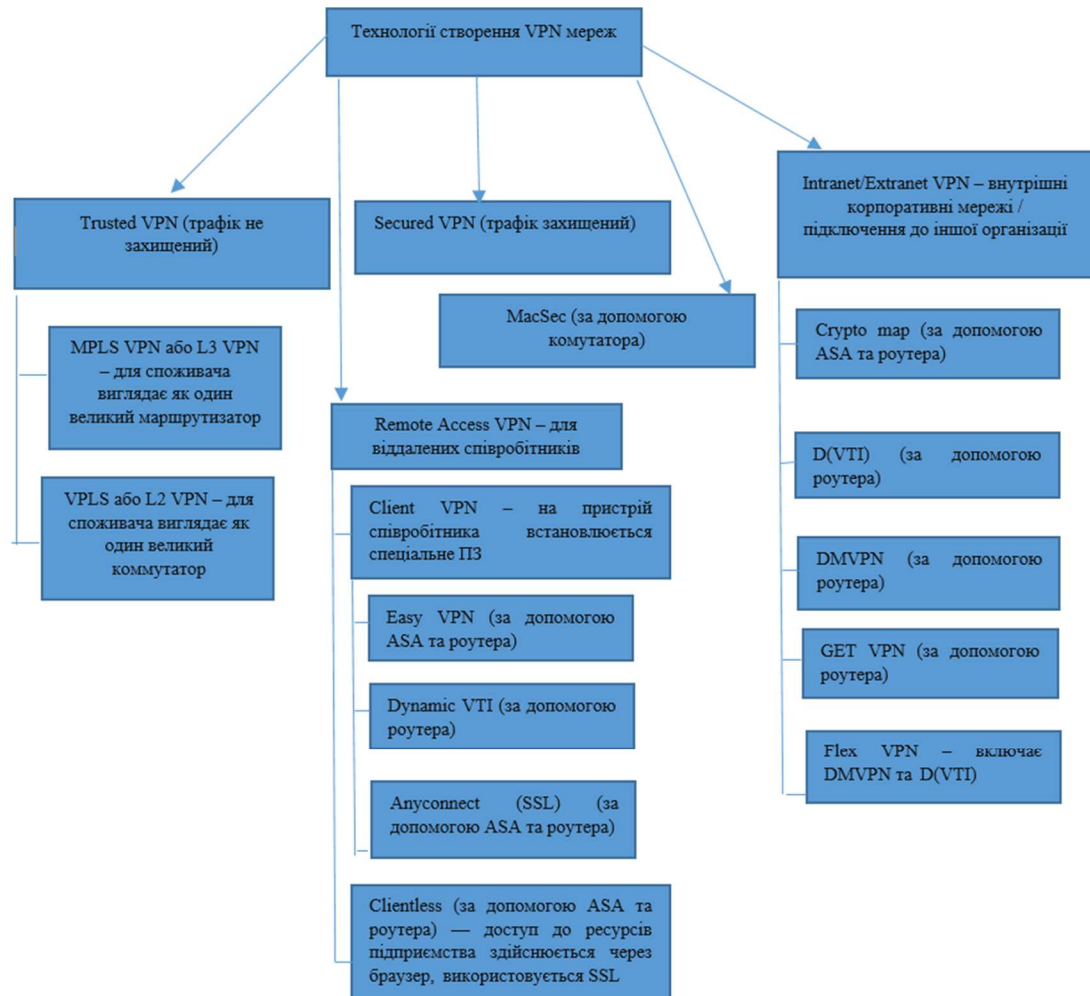 Технології створення VPN мереж
Trusted VPN (трафік не
захищений)
Secured VPN (трафік захищений)
Intranet/Extranet VPN – внутрішні
корпоративні мережі /
підключення до іншої організації
MacSec (за допомогою
комутатора)
MPLS VPN або L3 VPN
– для споживача
виглядає як один
великий маршрутизатор
VPLS або L2 VPN – для
споживача виглядає як
один великий
коммутатор
Remote Access VPN – для
віддалених співробітників
Client VPN – на пристрій
співробітника встановлюється
спеціальне ПЗ
Easy VPN (за допомогою
ASA та роутера)
Dynamic VTI (за допомогою
роутера)
Anyconnect (SSL) (за
допомогою ASA та роутера)
Clientless (за допомогою ASA та
роутера) — доступ до ресурсів
підприємства здійснюється через
браузер, використовується SSL
Crypto map (за допомогою
ASA та роутера)
D(VTI) (за допомогою
роутера)
DMVPN (за допомогою
роутера)
GET VPN (за допомогою
роутера)
Flex VPN – включає
DMVPN та D(VTI)